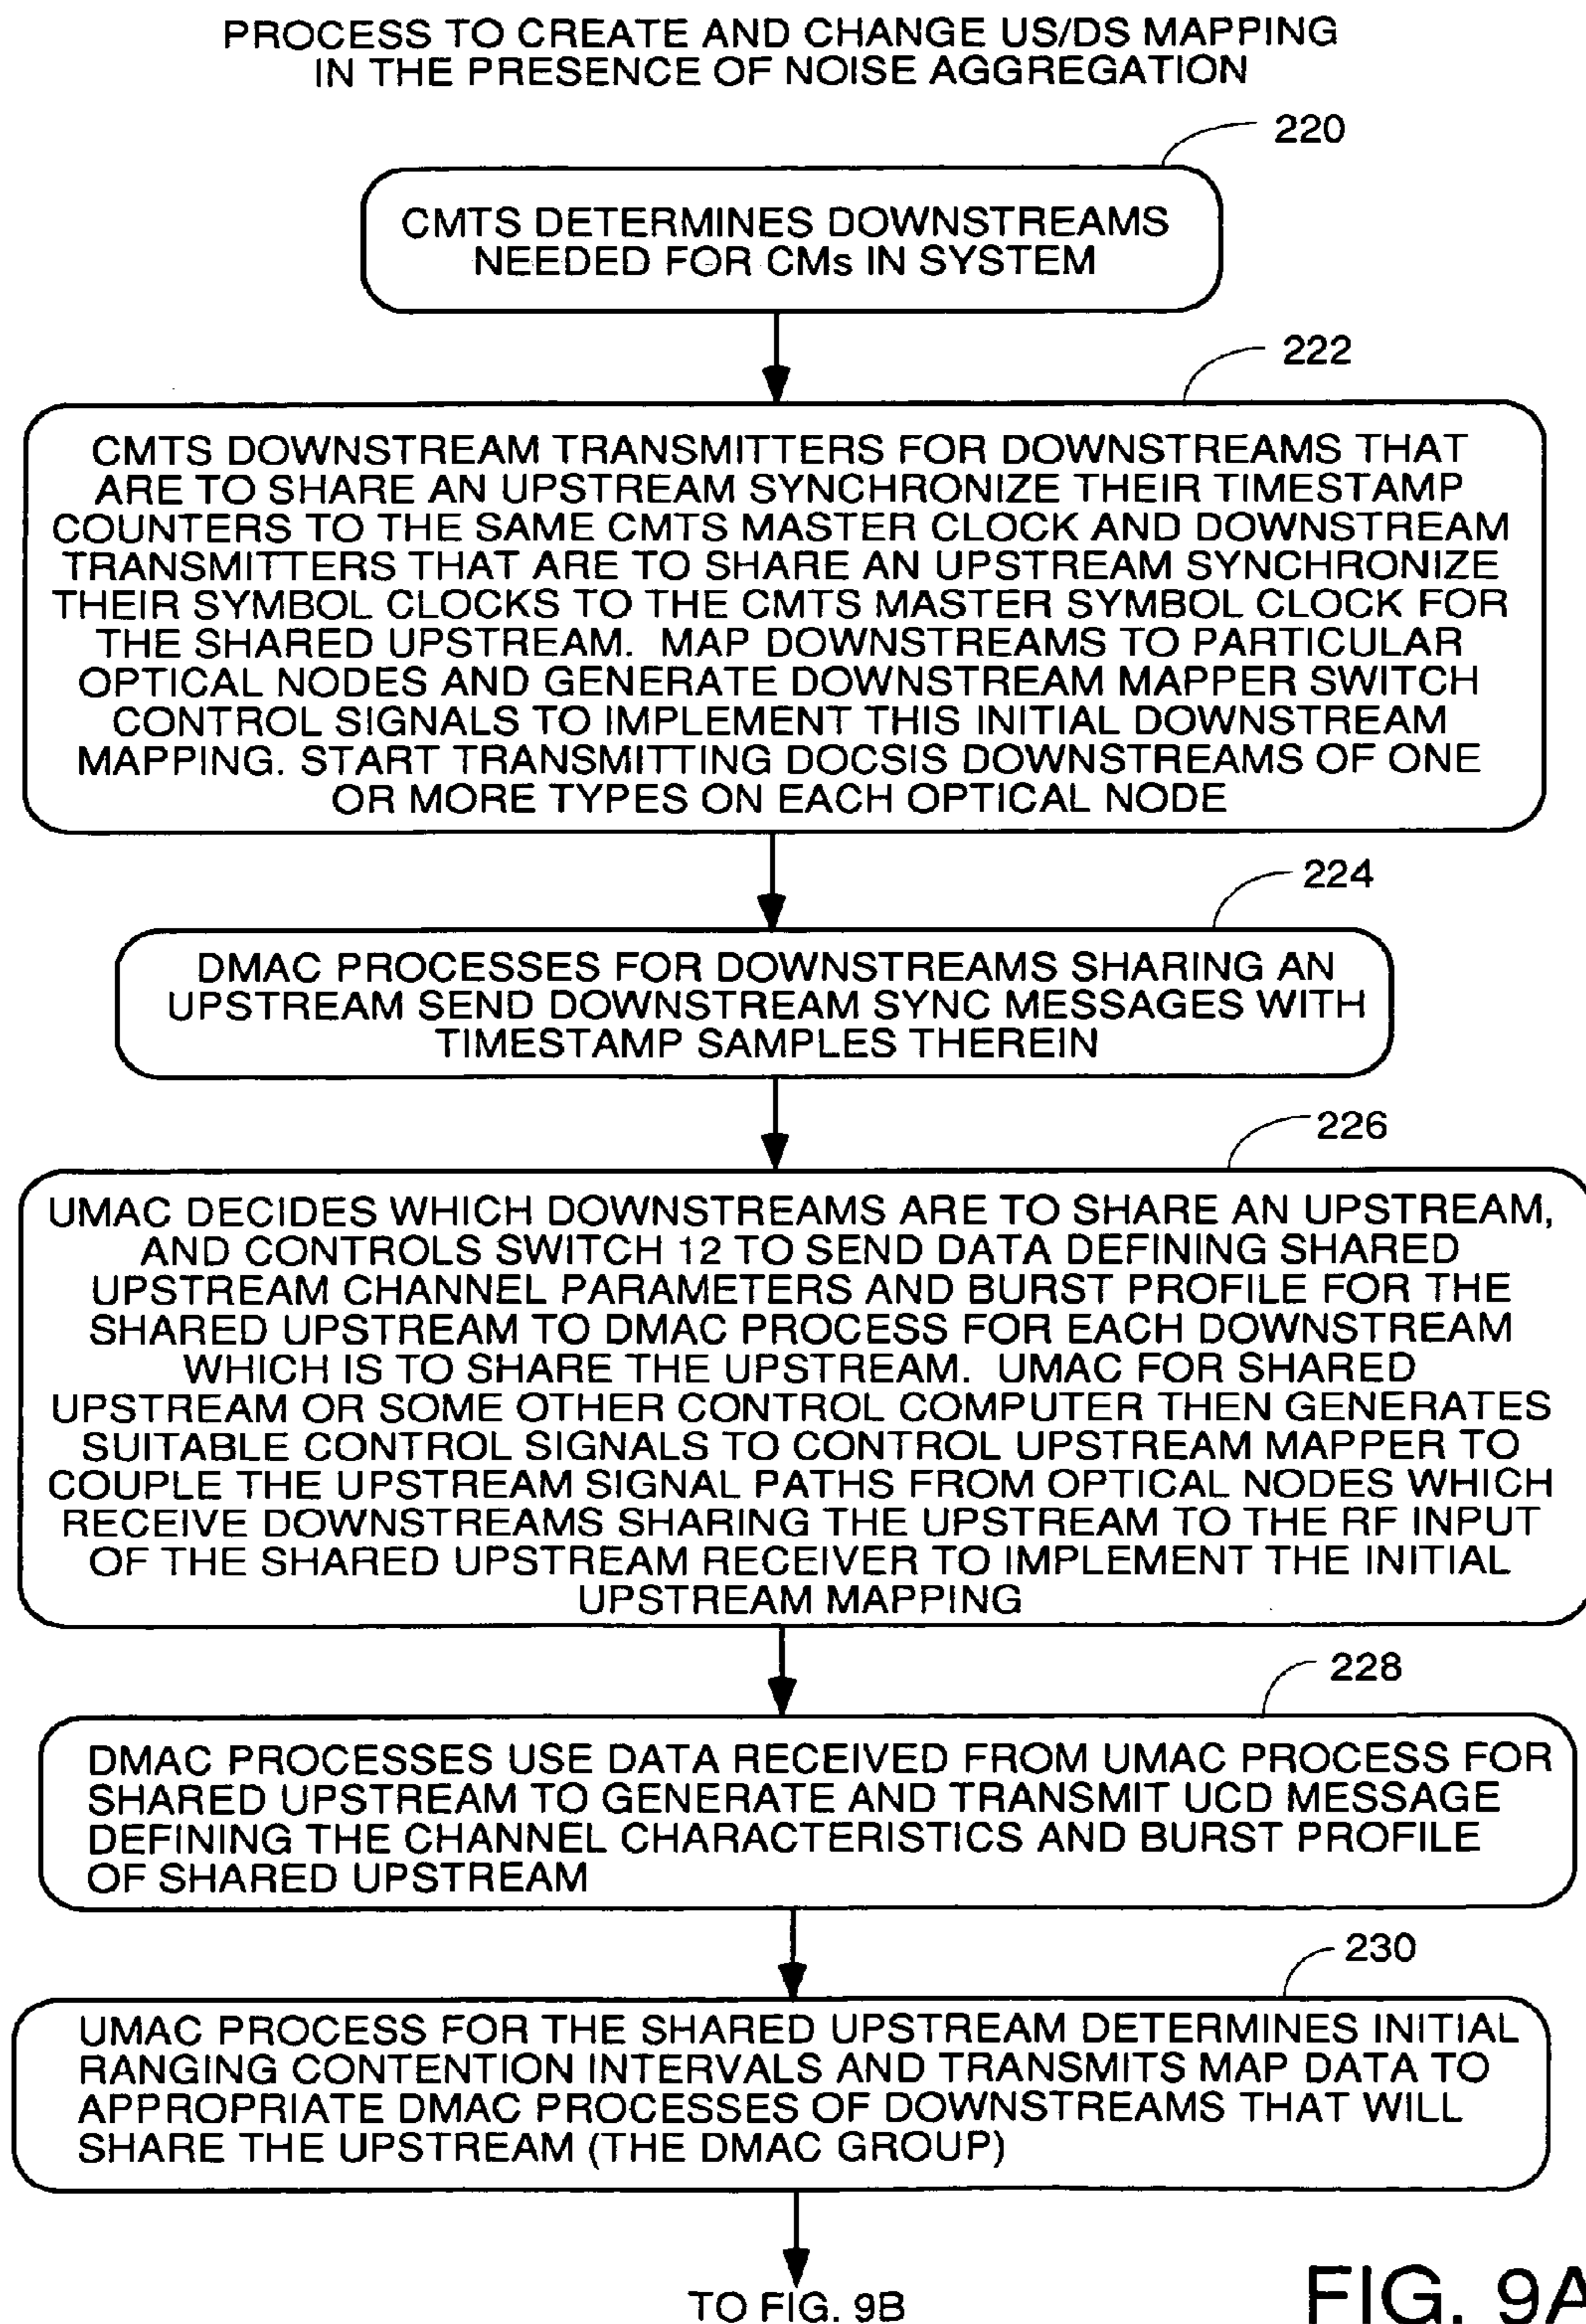 PROCESS TO CREATE AND CHANGE US/DS MAPPING
IN THE PRESENCE OF NOISE AGGREGATION
220
CMTS DETERMINES DOWNSTREAMS
NEEDED FOR CMs IN SYSTEM
222
CMTS DOWNSTREAM TRANSMITTERS FOR DOWNSTREAMS THAT
ARE TO SHARE AN UPSTREAM SYNCHRONIZE THEIR TIMESTAMP
COUNTERS TO THE SAME CMTS MASTER CLOCK AND DOWNSTREAM
TRANSMITTERS THAT ARE TO SHARE AN UPSTREAM SYNCHRONIZE
THEIR SYMBOL CLOCKS TO THE CMTS MASTER SYMBOL CLOCK FOR
THE SHARED UPSTREAM. MAP DOWNSTREAMS TO PARTICULAR
OPTICAL NODES AND GENERATE DOWNSTREAM MAPPER SWITCH
CONTROL SIGNALS TO IMPLEMENT THIS INITIAL DOWNSTREAM
MAPPING. START TRANSMITTING DOCSIS DOWNSTREAMS OF ONE
OR MORE TYPES ON EACH OPTICAL NODE
224
DMAC PROCESSES FOR DOWNSTREAMS SHARING AN
UPSTREAM SEND DOWNSTREAM SYNC MESSAGES WITH
TIMESTAMP SAMPLES THEREIN
226
UMAC DECIDES WHICH DOWNSTREAMS ARE TO SHARE AN UPSTREAM,
AND CONTROLS SWITCH 12 TO SEND DATA DEFINING SHARED
UPSTREAM CHANNEL PARAMETERS AND BURST PROFILE FOR THE
SHARED UPSTREAM TO DMAC PROCESS FOR EACH DOWNSTREAM
WHICH IS TO SHARE THE UPSTREAM. UMAC FOR SHARED
UPSTREAM OR SOME OTHER CONTROL COMPUTER THEN GENERATES
SUITABLE CONTROL SIGNALS TO CONTROL UPSTREAM MAPPER TO
COUPLE THE UPSTREAM SIGNAL PATHS FROM OPTICAL NODES WHICH
RECEIVE DOWNSTREAMS SHARING THE UPSTREAM TO THE RF INPUT
OF THE SHARED UPSTREAM RECEIVER TO IMPLEMENT THE INITIAL
UPSTREAM MAPPING
228
DMAC PROCESSES USE DATA RECEIVED FROM UMAC PROCESS FOR
SHARED UPSTREAM TO GENERATE AND TRANSMIT UCD MESSAGE
DEFINING THE CHANNEL CHARACTERISTICS AND BURST PROFILE
OF SHARED UPSTREAM
230
UMAC PROCESS FOR THE SHARED UPSTREAM DETERMINES INITIAL
RANGING CONTENTION INTERVALS AND TRANSMITS MAP DATA TO
APPROPRIATE DMAC PROCESSES OF DOWNSTREAMS THAT WILL
SHARE THE UPSTREAM (THE DMAC GROUP)
TO FIG. 9B
FIG. 9A